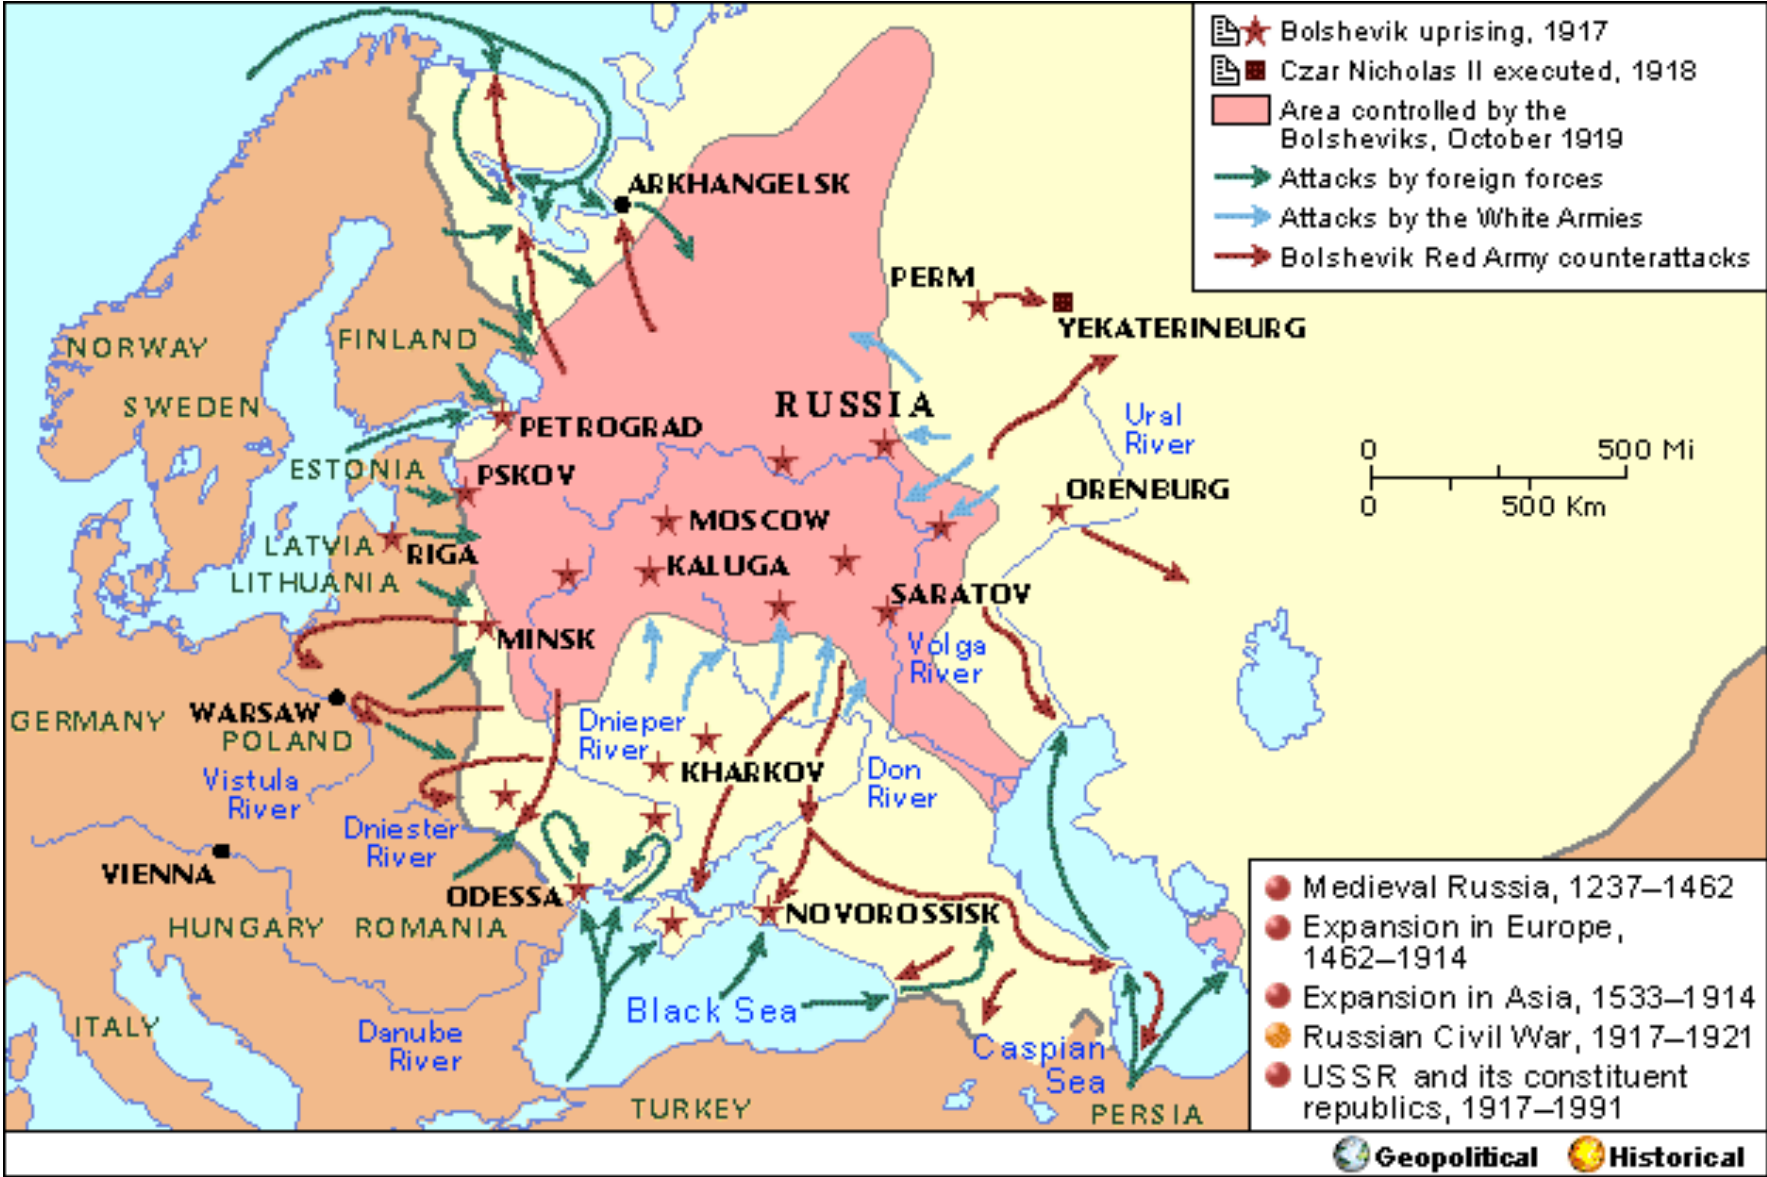 Bolshevik uprising, 1917
Czar Nicholas II executed, 1918
Area controlled by the
Bolsheviks, October 1919
Attacks by foreign forces
Attacks by the White Armies
Bolshevik Red Army counterattacks
ARKHANGELSK
PERM
YEKATERINBURG
NORWAY
FINLAND
SWEDEN
RUSSIA
PETROGRAD
Ural
River
0 500 Mi
0 500 Km
ESTONIA
PSKOV
ORENBURG
MOSCOW
LATVIA
RIGA
LITHUANIA
KALUGA
SARATOV
MINSK
Volga
River
GERMANY
WARSAW
POLAND
Dnieper
River
Vistula
River
KHARKOV
Don
River
Dniester
River
VIENNA
ODESSA
HUNGARY
ROMANIA
NOVOROSSISK
Black Sea
ITALY
Danube
River
Caspian
Sea
TURKEY
PERSIA
Medieval Russia, 1237–1462
Expansion in Europe,
1462–1914
Expansion in Asia, 1533–1914
Russian Civil War, 1917–1921
USSR and its constituent
republics, 1917–1991
Geopolitical
Historical